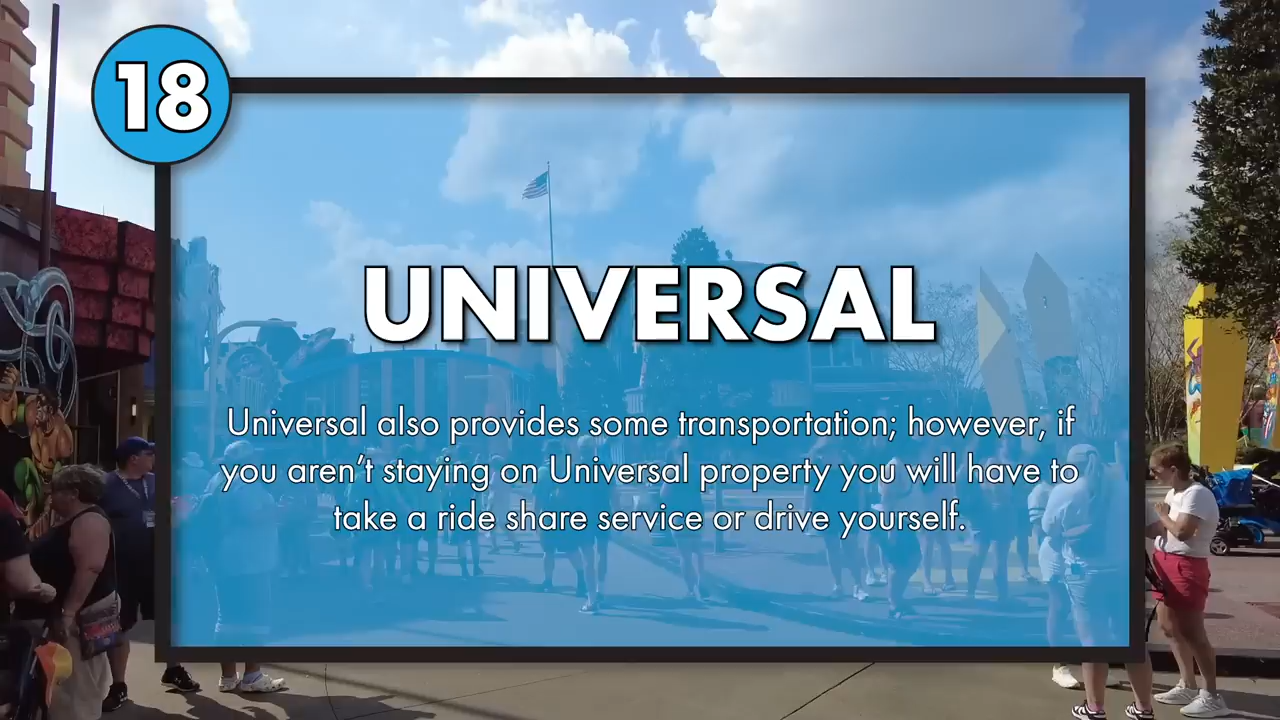 18
UNIVERSAL
Universal also provides some transportation; however, if
you aren't staying on Universal property you will have to
take a ride share service or drive yourself.